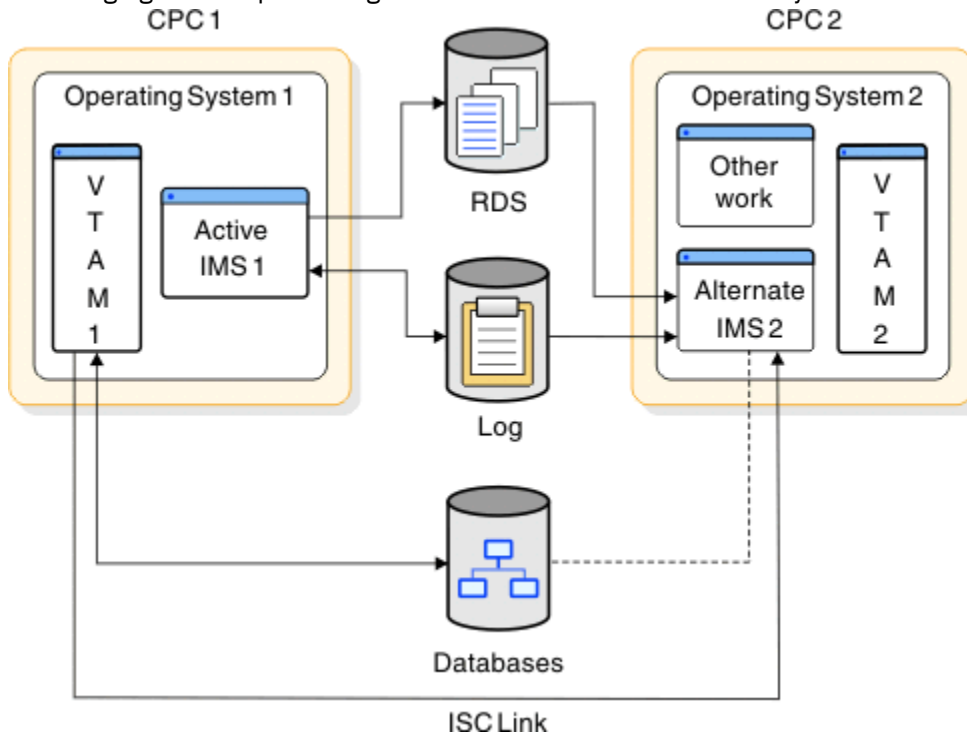 CPC 1
CPC 2
Operating System 1
V
T
A
M
1
Active
IMS 1
RDS
Log
Databases
ISC Link
Operating System 2
Other
work
Alternate
IMS 2
V
T
A
M
2